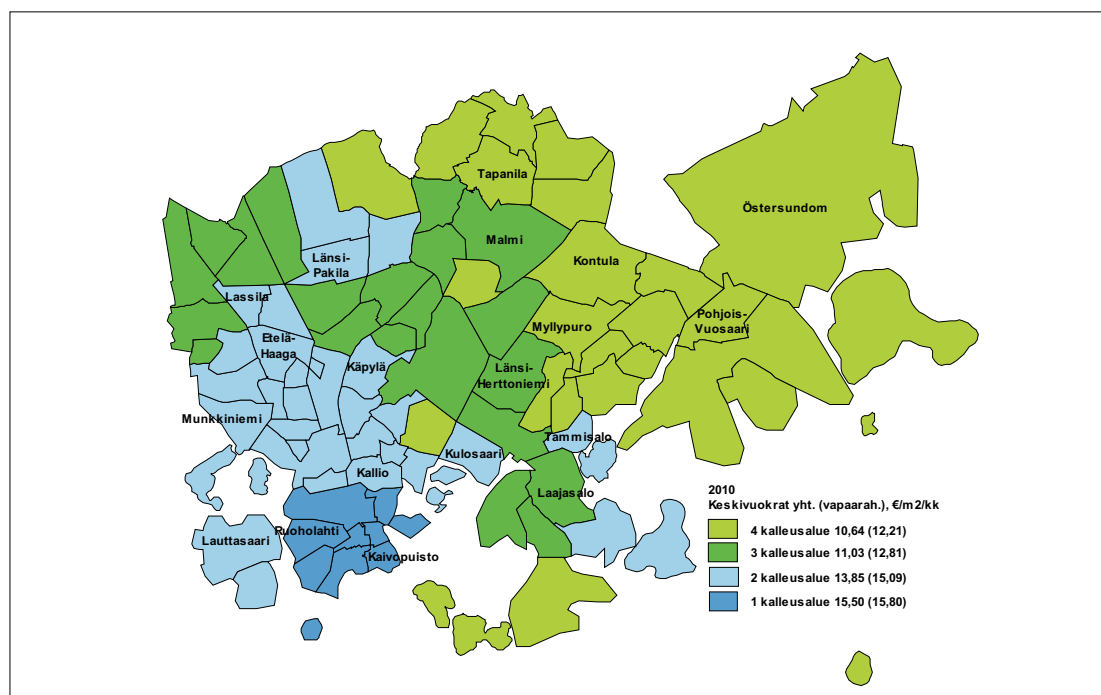 Tapanila
Östersundom
Malmi
Länsi-
Pakila
Kontula
Lassila
Pohjois-
Vuosaari
Myllypuro
Etelä-
Haaga
Käpylä
Länsi-
Herttoniemi
Munkkiniemi
Tammisalo
Kulosaari
Kallio
Laajasalo
Ruoholahti
Lauttasaari
Kaivopuisto
2010
Keskivuokrat yht. (vapaarah.), €/m2/kk
4 kalleusalue 10,64 (12,21)
3 kalleusalue 11,03 (12,81)
2 kalleusalue 13,85 (15,09)
1 kalleusalue 15,50 (15,80)